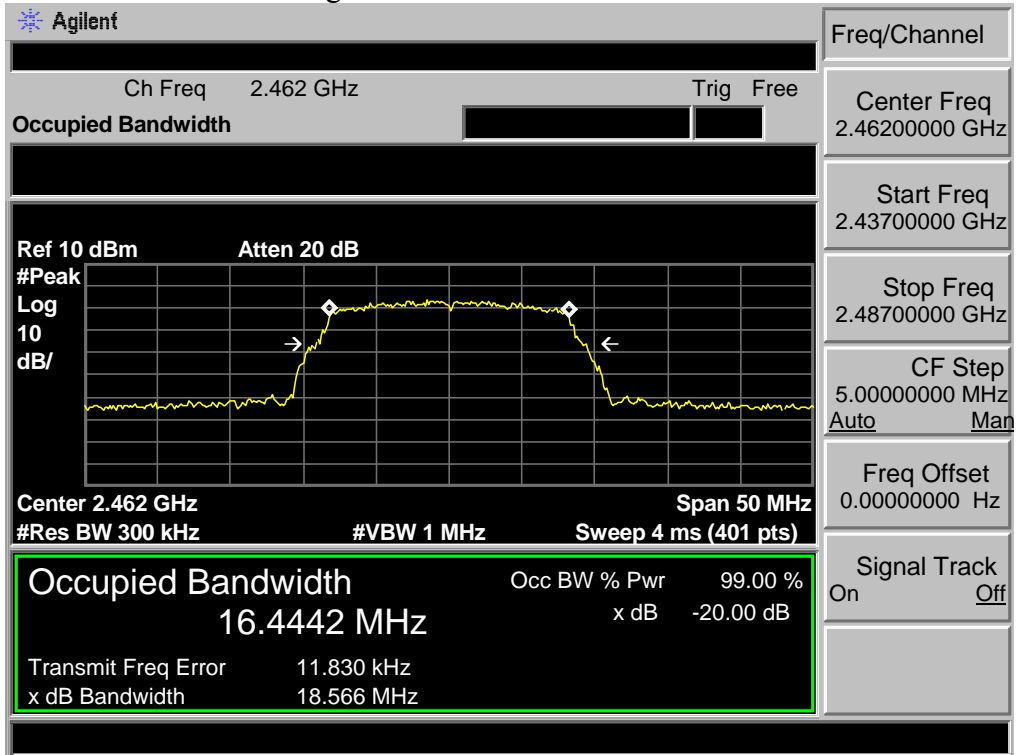 Agilent
Freq/Channel
Ch Freq 2.462 GHz Trig Free
Occupied Bandwidth
Center Freq
2.46200000 GHz
Start Freq
2.43700000 GHz
Ref 10 dBm Atten 20 dB
#Peak
Log
10
dB/
Stop Freq
2.48700000 GHz
CF Step
5.00000000 MHz
Auto Man
Freq Offset
0.00000000 Hz
Center 2.462 GHz Span 50 MHz
#Res BW 300 kHz #VBW 1 MHz Sweep 4 ms (401 pts)
Signal Track
On Off
Occupied Bandwidth Occ BW % Pwr 99.00 %
16.4442 MHz x dB -20.00 dB
Transmit Freq Error 11.830 kHz
x dB Bandwidth 18.566 MHz